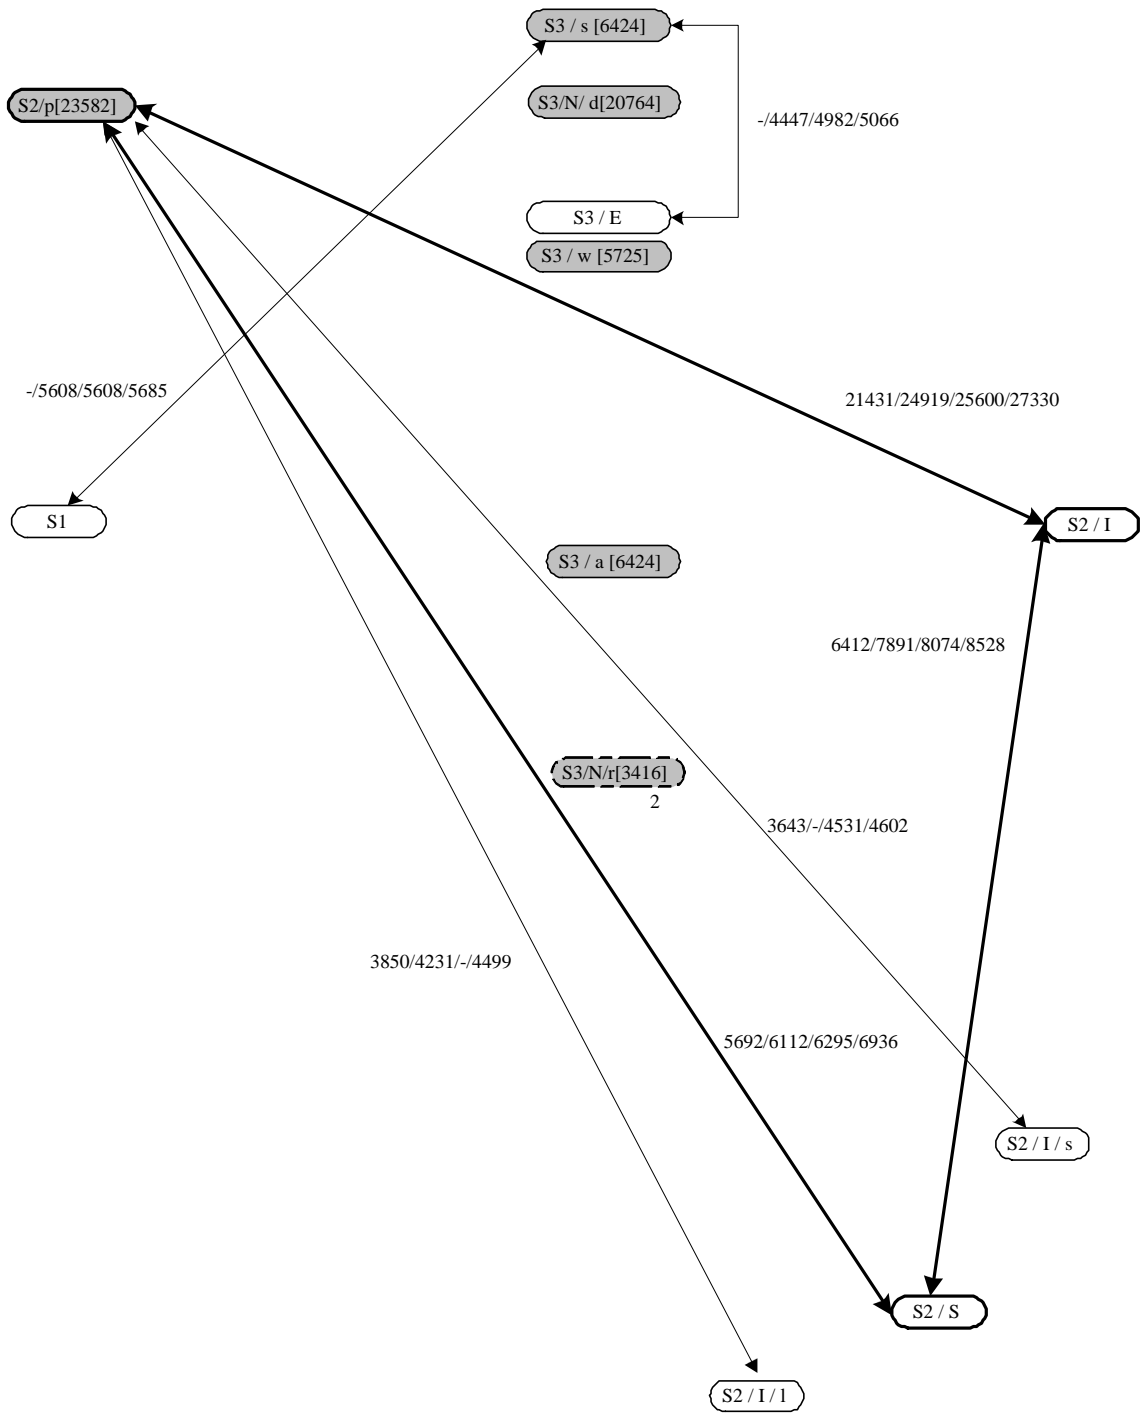 S3 / s [6424]
S2/p[23582]
S3/N/ d[20764]
-/4447/4982/5066
S3 / E
S3 / w [5725]
-/5608/5608/5685
21431/24919/25600/27330
S1
S2 / I
S3 / a [6424]
6412/7891/8074/8528
S3/N/r[3416]
2
3643/-/4531/4602
3850/4231/-/4499
5692/6112/6295/6936
S2 / I / s
S2 / S
S2 / I / l